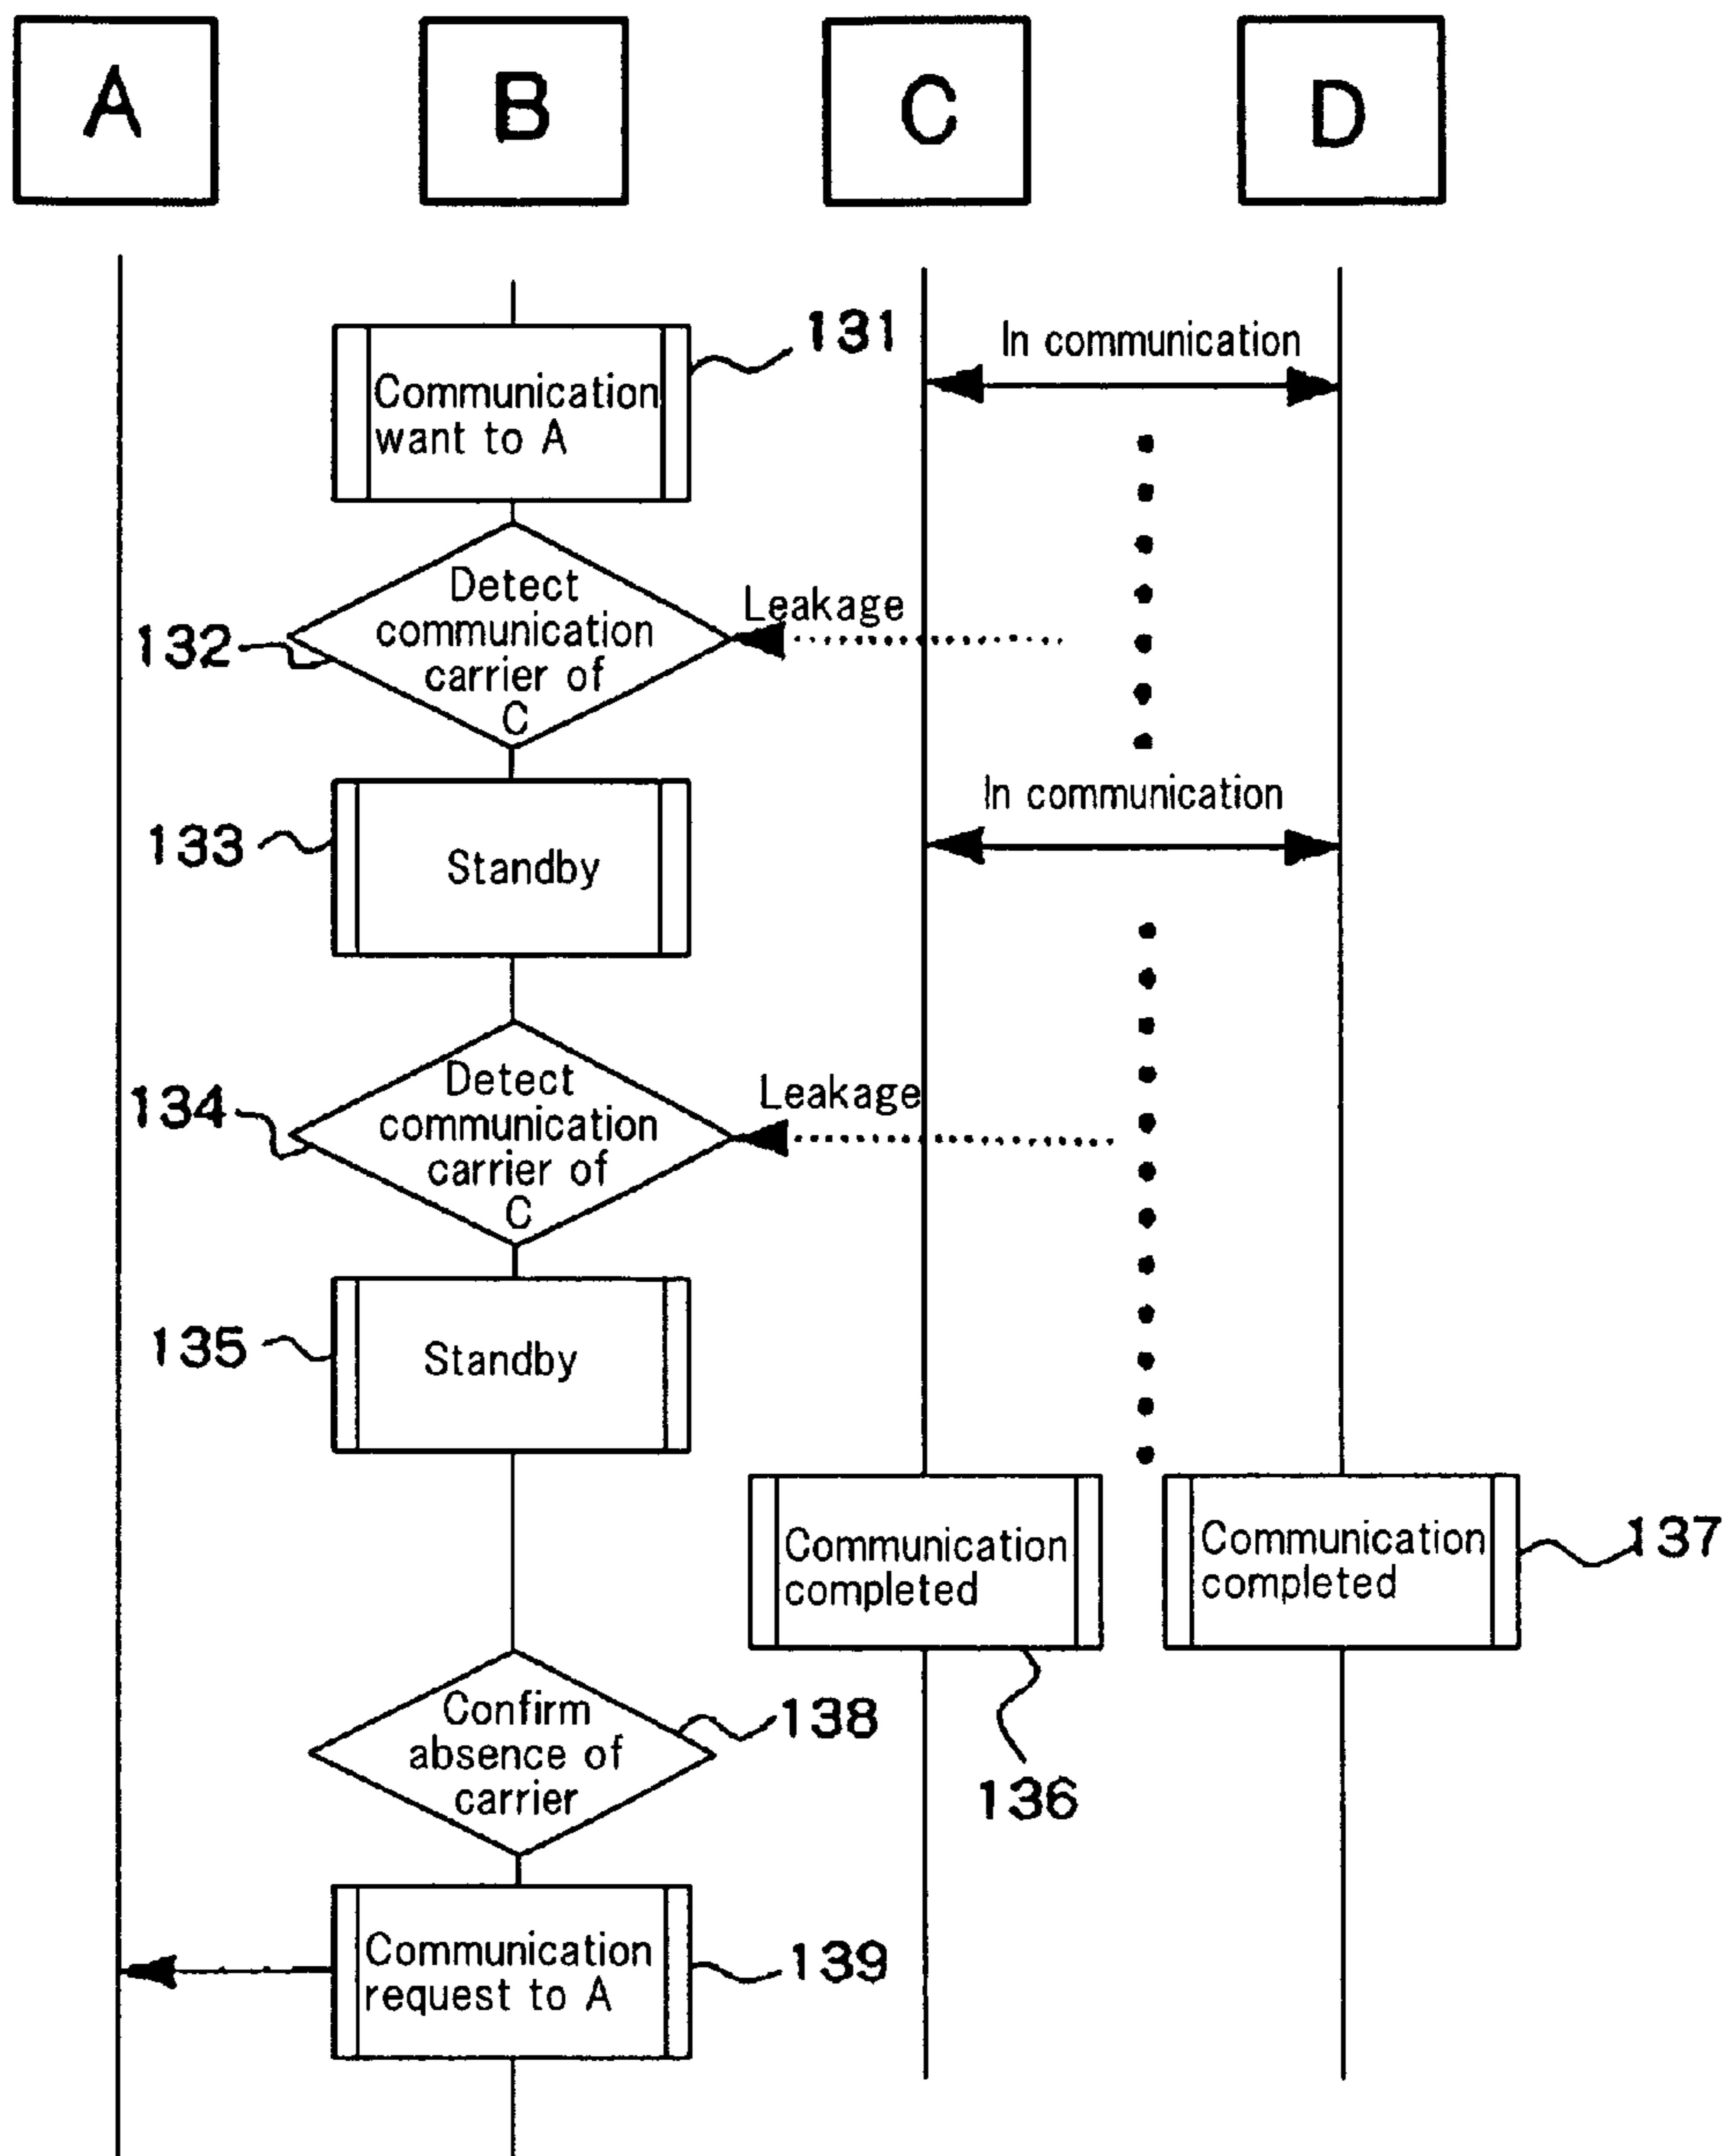 A
B
C
D
131
In communication
Communication
want to A
Detect
communication
carrier of
C
Leakage
132
In communication
133
Standby
Detect
communication
carrier of
C
Leakage
134
135
Standby
Communication
completed
Communication
completed
137
Confirm
absence of
carrier
138
136
Communication
request to A
139